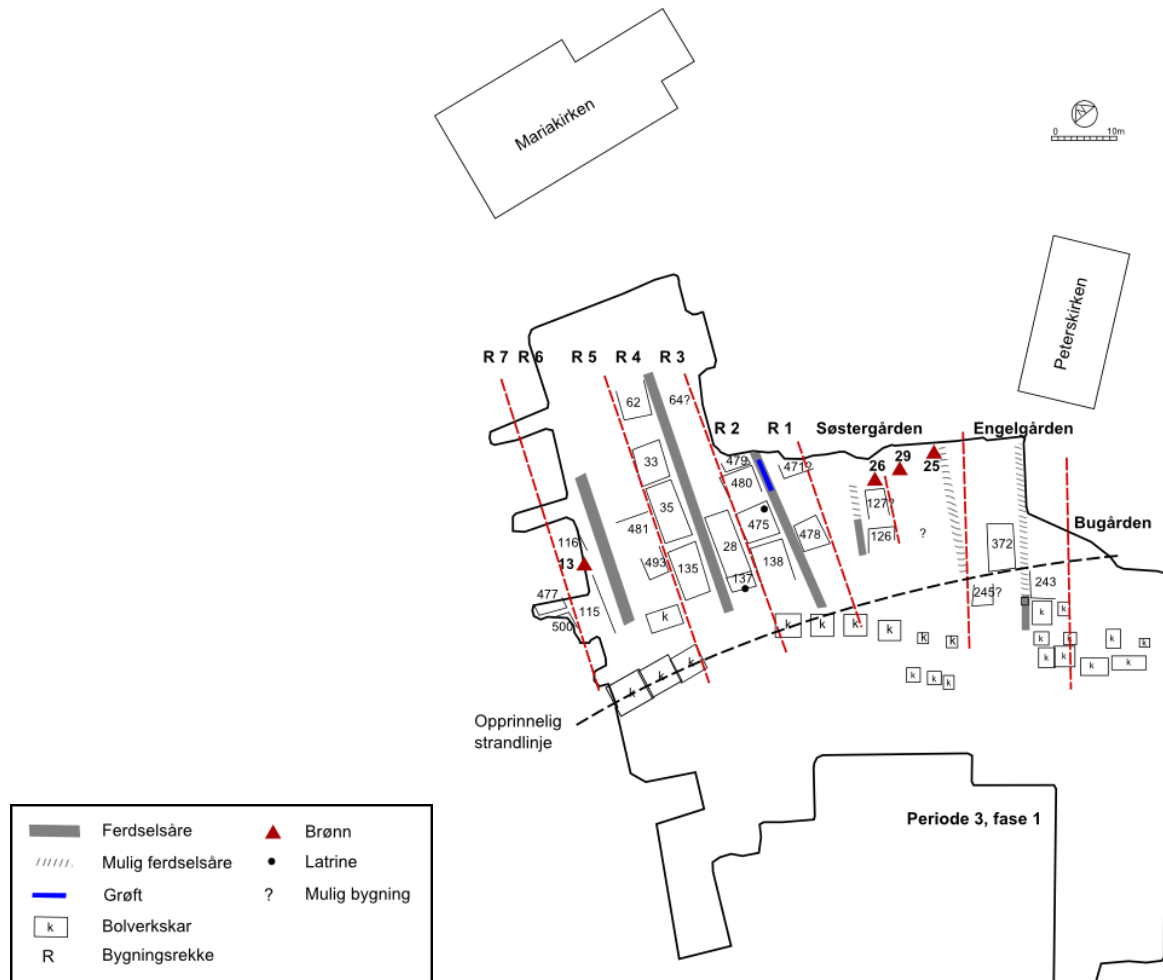 Mariakirken
0 10m
Peterskirken
R 7 R 6 R 5 R 4 R 3
62 64?
R 2 R 1 Søstergården Engelgården
33 479 480 471? 26 29 25
35 127?
481 475 478 126 ? 372 Bugården
116 28
13 493 135 138
477 115 137 245? 243
500
k k k k k k k k k
k k k k k k k k k k
k k k k k k
Opprinnelig
strandlinje
Periode 3, fase 1
Ferdselsåre Brønn
Mulig ferdselsåre Latrine
Grøft ? Mulig bygning
k Bolverkskar
R Bygningsrekke